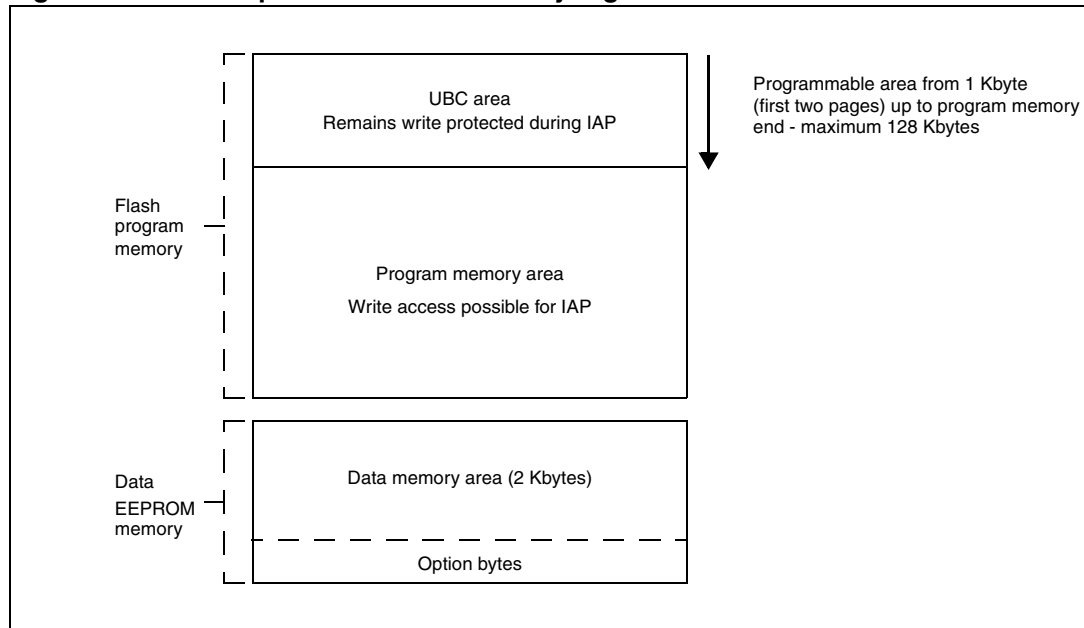 UBC area
Remains write protected during IAP
Programmable area from 1 Kbyte
(first two pages) up to program memory
end - maximum 128 Kbytes
Flash
program
memory
Program memory area
Write access possible for IAP
Data
EEPROM
memory
Data memory area (2 Kbytes)
Option bytes